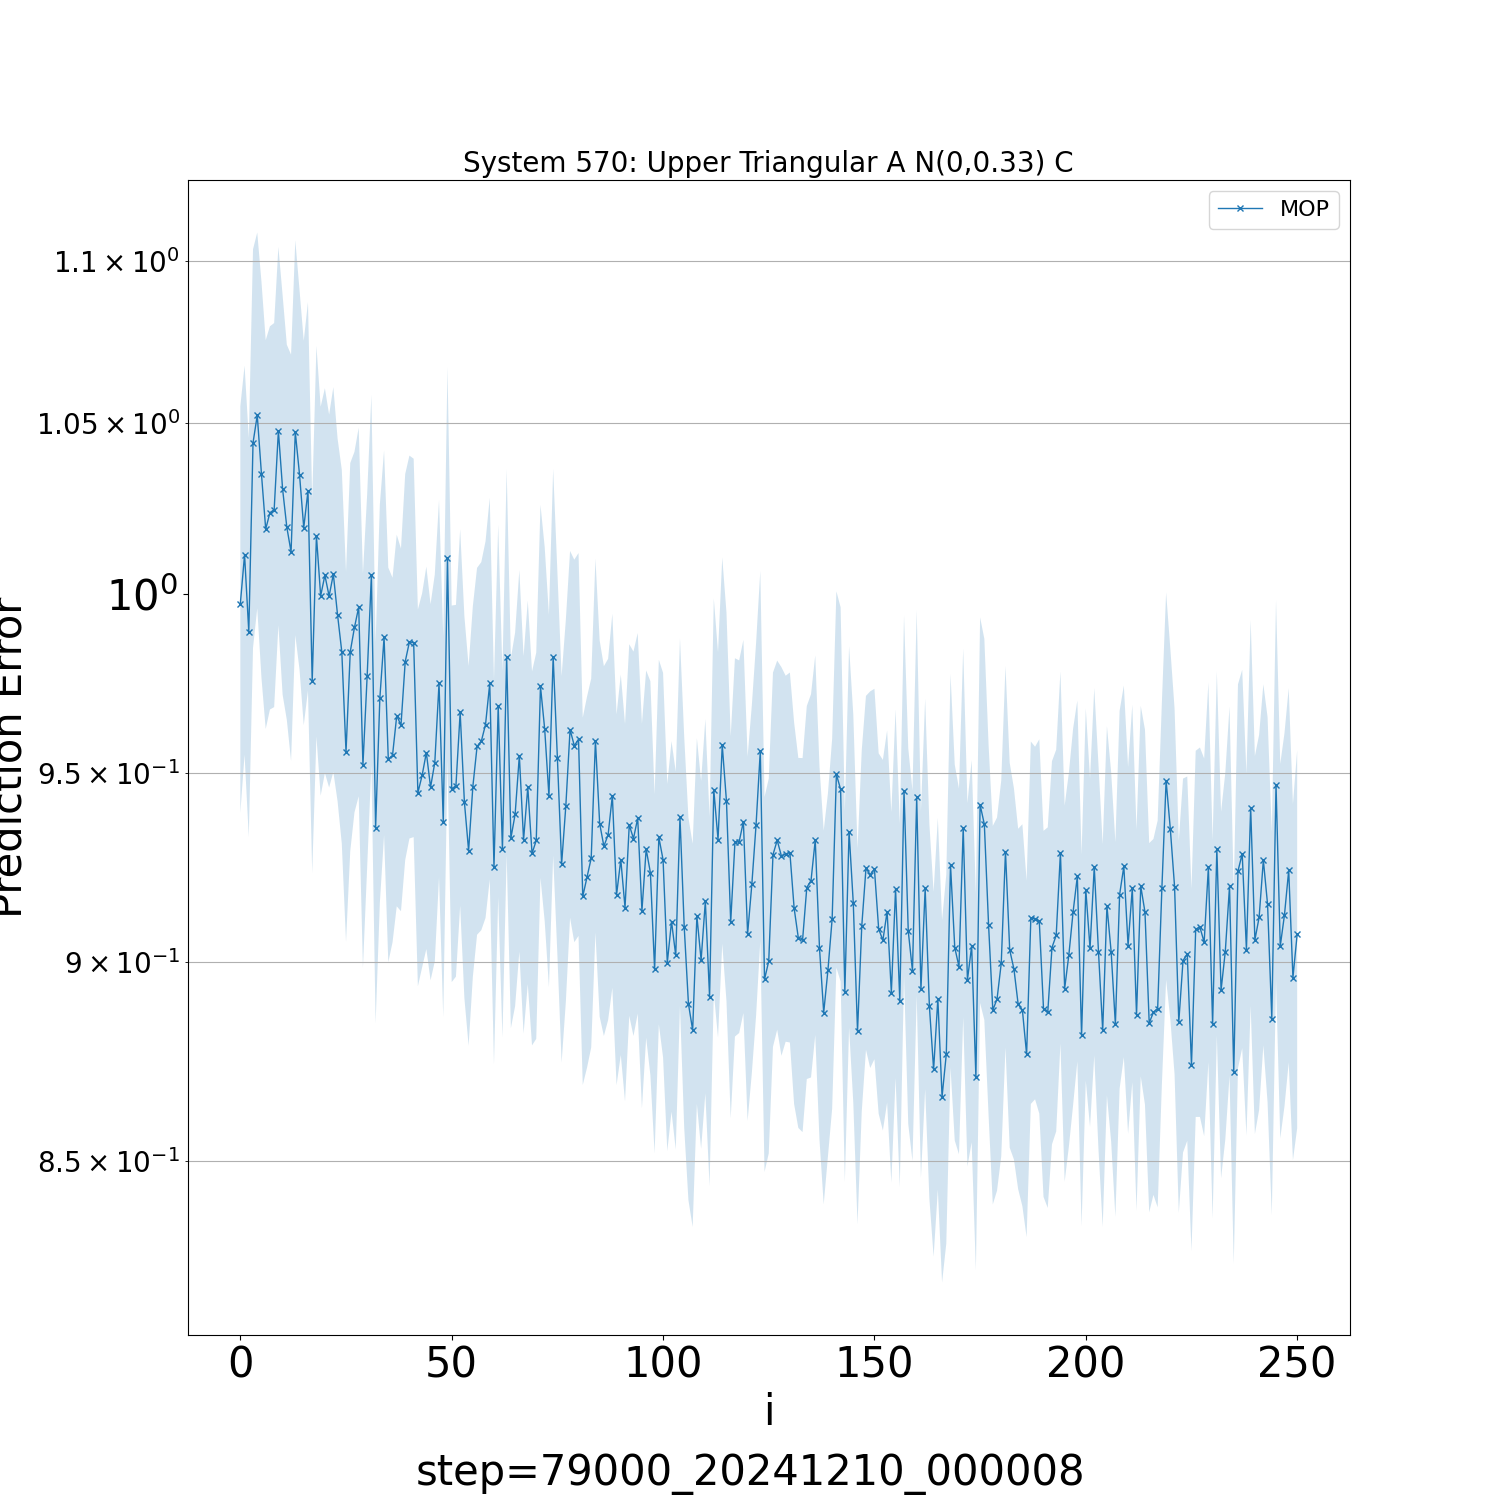 System 570: Upper Triangular A N(0,0.33) C
MOP
1.1 × 10⁰
1.05 × 10⁰
10⁰
9.5 × 10⁻¹
9 × 10⁻¹
8.5 × 10⁻¹
Prediction Error
0 50 100 150 200 250
i
step=79000_20241210_000008